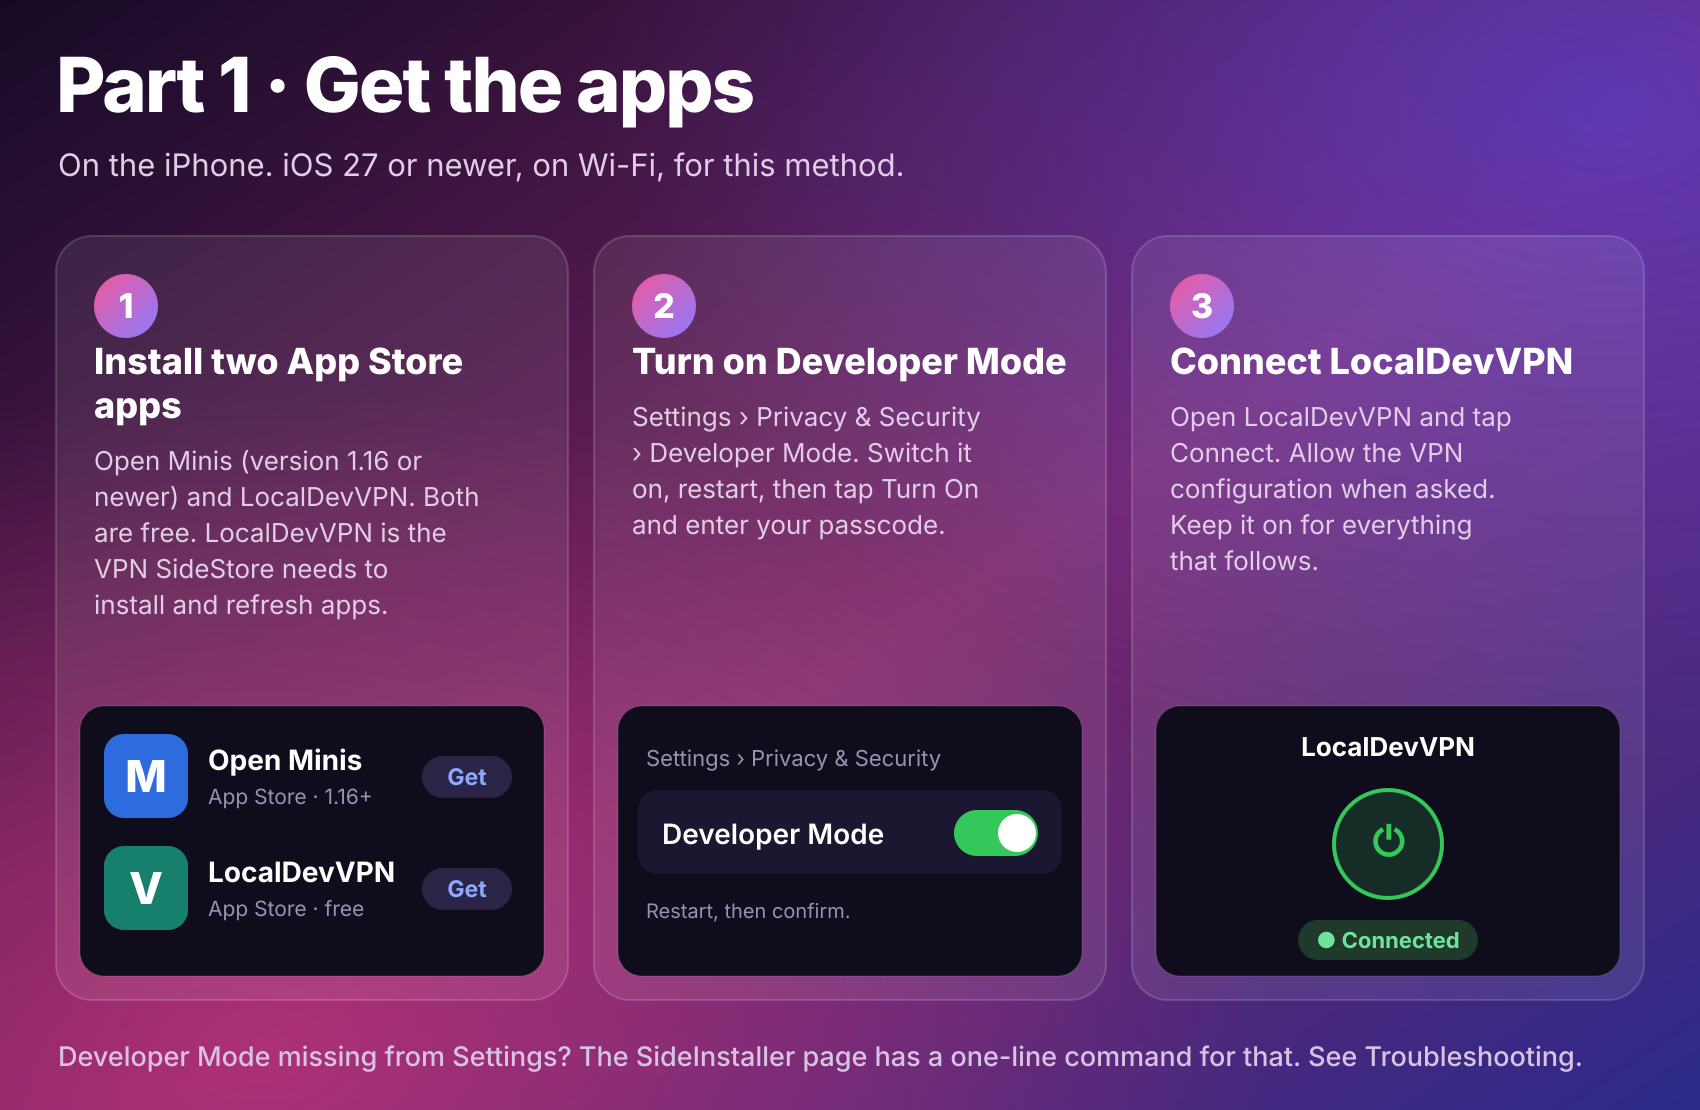 Part 1 · Get the apps
On the iPhone. iOS 27 or newer, on Wi-Fi, for this method.
1
Install two App Store
apps
Open Minis (version 1.16 or
newer) and LocalDevVPN. Both
are free. LocalDevVPN is the
VPN SideStore needs to
install and refresh apps.
M
Open Minis
App Store · 1.16+
Get
V
LocalDevVPN
App Store · free
Get
2
Turn on Developer Mode
Settings › Privacy & Security
› Developer Mode. Switch it
on, restart, then tap Turn On
and enter your passcode.
Settings › Privacy & Security
Developer Mode
Restart, then confirm.
3
Connect LocalDevVPN
Open LocalDevVPN and tap
Connect. Allow the VPN
configuration when asked.
Keep it on for everything
that follows.
LocalDevVPN
Connected
Developer Mode missing from Settings? The SideInstaller page has a one-line command for that. See Troubleshooting.